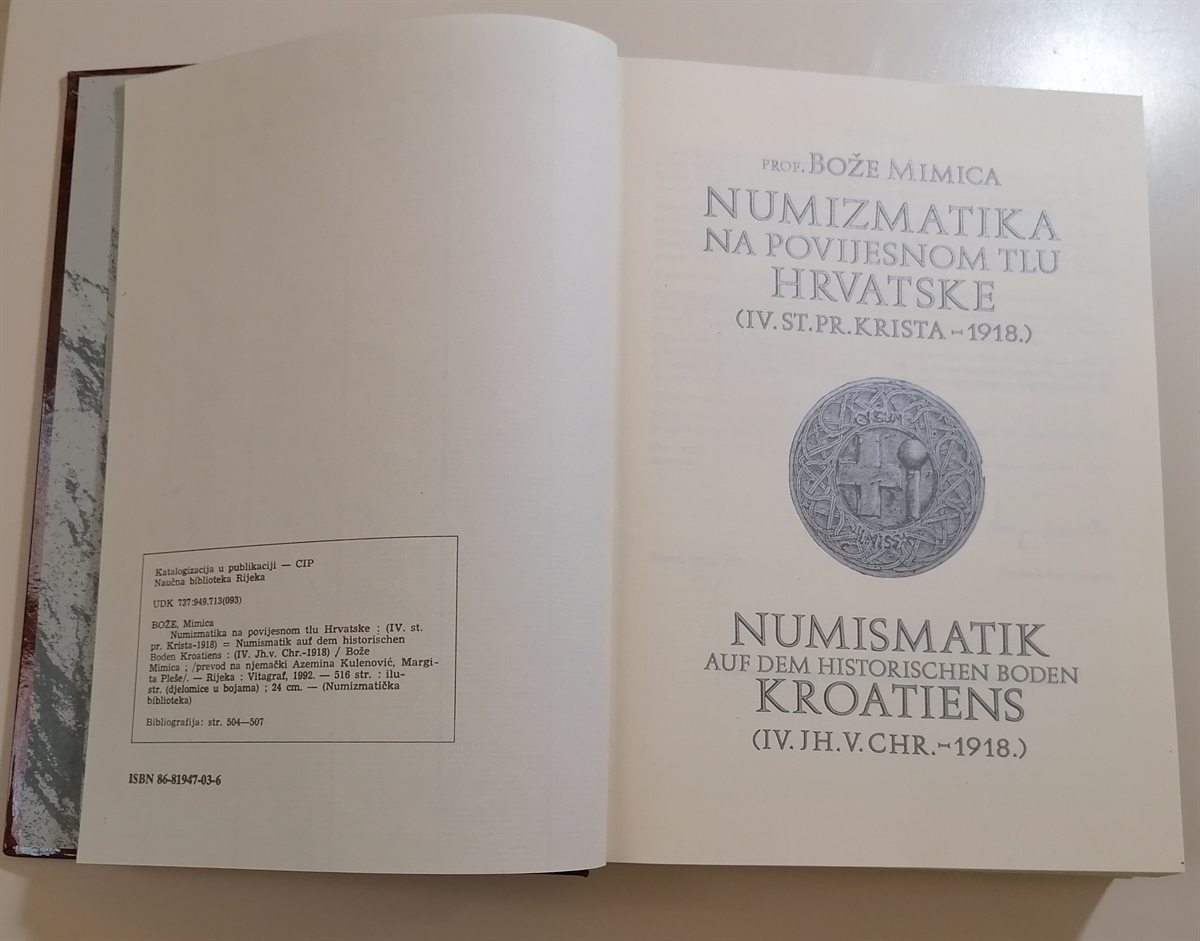 Katalogizacija u publikaciji — CIP
Naučna biblioteka Rijeka
UDK 737:949.713(093)
BOŽE, Mimica
Numizmatika na povijesnom tlu Hrvatske : (IV. st.
pr. Krista-1918) = Numismatik auf dem historischen
Boden Kroatiens : (IV. Jh.v. Chr.-1918) / Bože
Mimica ; /prevod na njemački Azemina Kulenović, Margi-
ta Pleše/. — Rijeka : Vitagraf, 1992. — 516 str. : ilu-
str. (djelomice u bojama) ; 24 cm. — (Numizmatička
biblioteka)
Bibliografija: str. 504—507
ISBN 86-81947-03-6
PROF. BOŽE MIMICA
NUMIZMATIKA
NA POVIJESNOM TLU
HRVATSKE
(IV. ST. PR. KRISTA - 1918.)
NUMISMATIK
AUF DEM HISTORISCHEN BODEN
KROATIENS
(IV. JH. V. CHR. - 1918.)